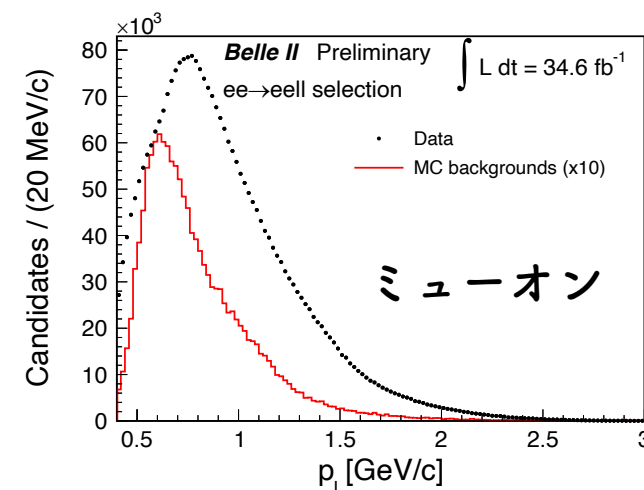 ×10³
Candidates / (20 MeV/c)
80
70
60
50
40
30
20
10
0
Belle II Preliminary
∫ L dt = 34.6 fb⁻¹
ee→eell selection
Data
MC backgrounds (x10)
ミューオン
0.5 1 1.5 2 2.5 3
p_l [GeV/c]